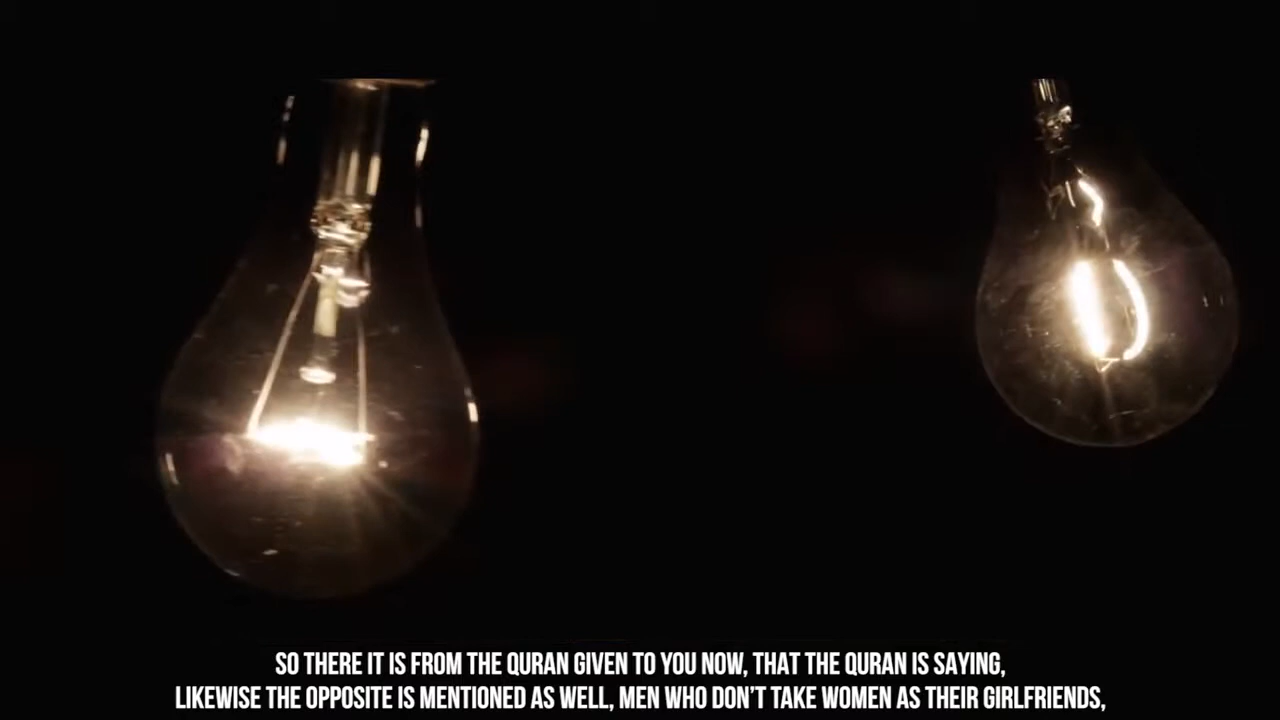 SO THERE IT IS FROM THE QURAN GIVEN TO YOU NOW, THAT THE QURAN IS SAYING,
LIKEWISE THE OPPOSITE IS MENTIONED AS WELL, MEN WHO DON'T TAKE WOMEN AS THEIR GIRLFRIENDS,